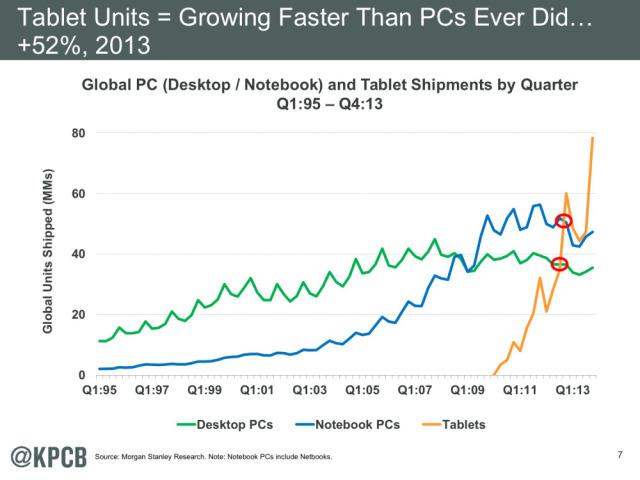 Tablet Units = Growing Faster Than PCs Ever Did…
+52%, 2013
Global PC (Desktop / Notebook) and Tablet Shipments by Quarter
Q1:95 – Q4:13
Global Units Shipped (MMs)
80
60
40
20
0
Q1:95 Q1:97 Q1:99 Q1:01 Q1:03 Q1:05 Q1:07 Q1:09 Q1:11 Q1:13
Desktop PCs Notebook PCs Tablets
@KPCB
Source: Morgan Stanley Research. Note: Notebook PCs include Netbooks.
7